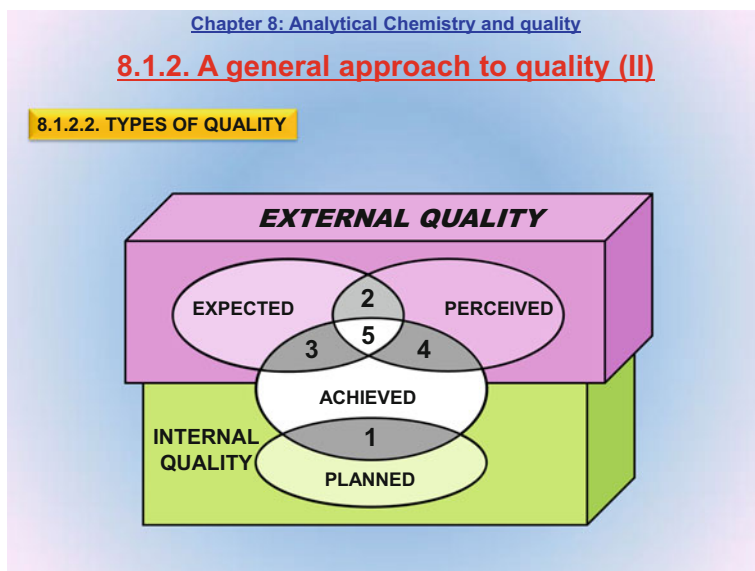 Chapter 8: Analytical Chemistry and quality
8.1.2. A general approach to quality (II)
8.1.2.2. TYPES OF QUALITY
EXTERNAL QUALITY
EXPECTED
2
PERCEIVED
5
3
4
ACHIEVED
INTERNAL
QUALITY
1
PLANNED